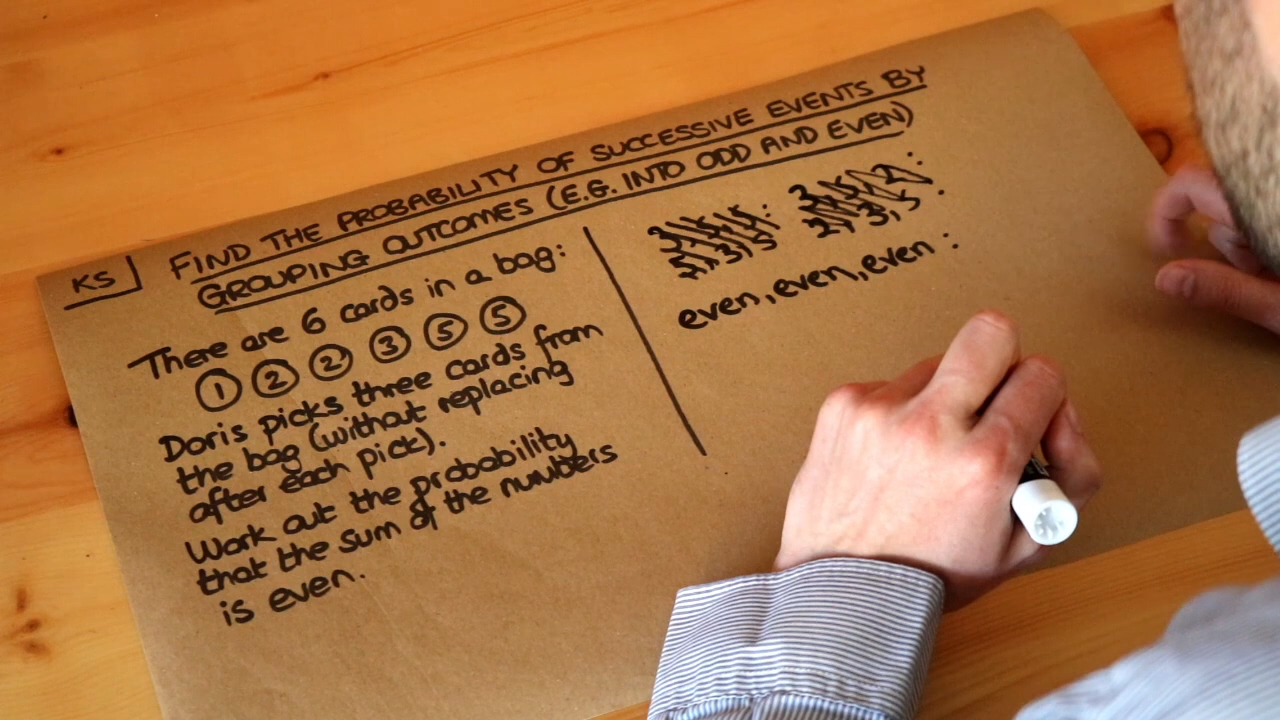 K5
FIND THE PROBABILITY OF SUCCESSIVE EVENTS BY
GROUPING OUTCOMES (E.G. INTO ODD AND EVEN)
There are 6 cards in a bag:
1 2 2 3 5 5
Doris picks three cards from
the bag (without replacing
after each pick).
Work out the probability
that the sum of the numbers
is even.
even, even, even :